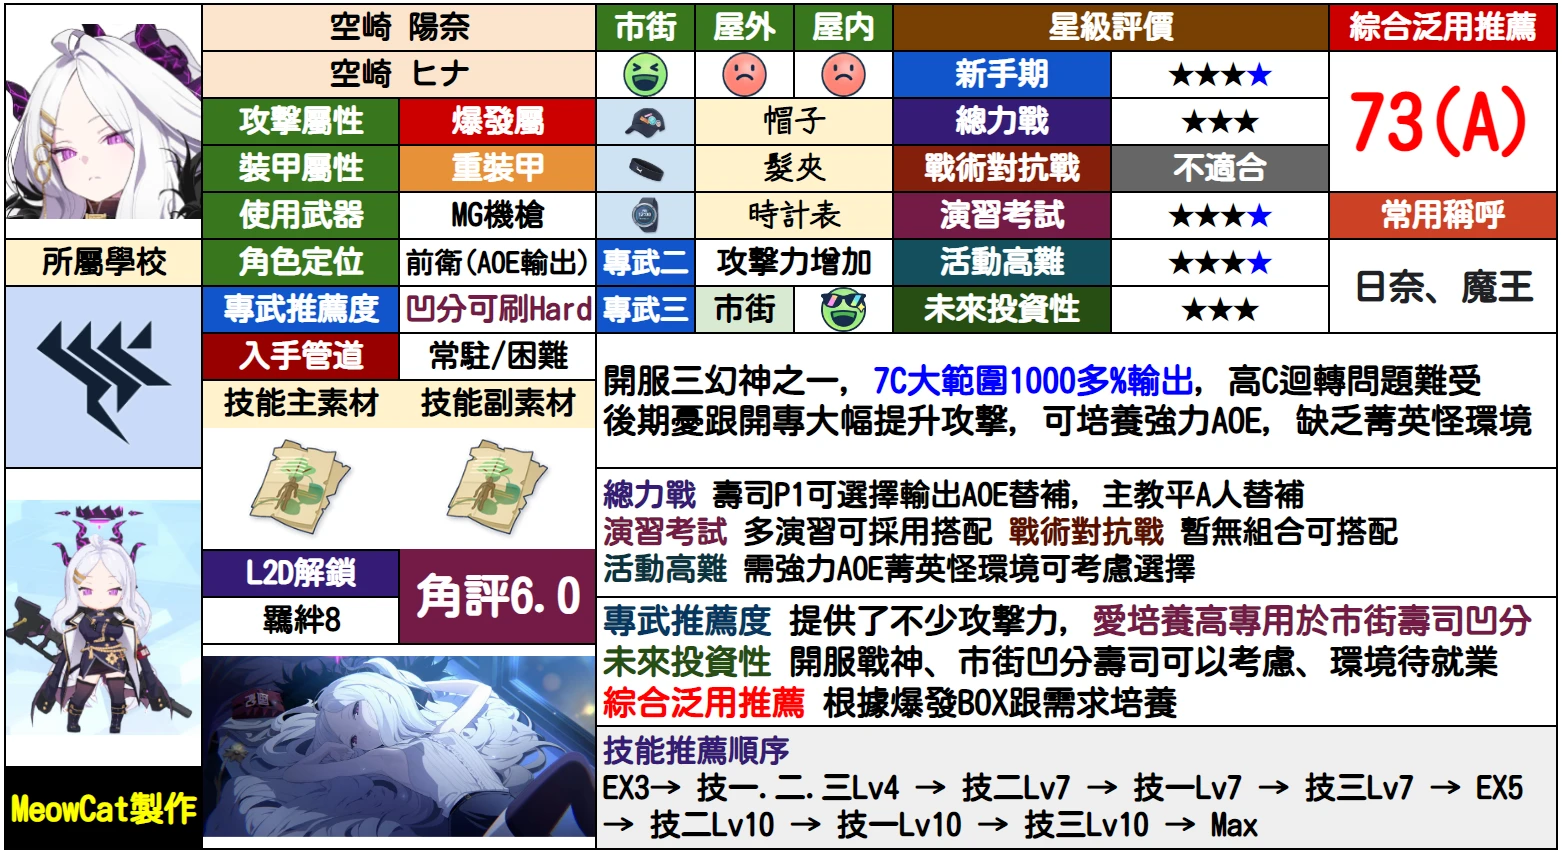 空崎 陽奈
空崎 ヒナ
攻擊屬性 爆發屬
裝甲屬性 重裝甲
使用武器 MG機槍
所屬學校
角色定位 前衛(AOE輸出)
專武推薦度 凹分可刷Hard
入手管道 常駐/困難
技能主素材 技能副素材
L2D解鎖
羈絆8
角評6.0
MeowCat製作
市街 屋外 屋內
帽子
髮夾
時計表
專武二 攻擊力增加
專武三 市街
星級評價
新手期 ★★★★
總力戰 ★★★
戰術對抗戰 不適合
演習考試 ★★★★
活動高難 ★★★★
未來投資性 ★★★
綜合泛用推薦
73(A)
常用稱呼
日奈、魔王
開服三幻神之一, 7C大範圍1000多%輸出, 高C迴轉問題難受
後期憂跟開專大幅提升攻擊, 可培養強力AOE, 缺乏菁英怪環境
總力戰 壽司P1可選擇輸出AOE替補, 主教平A人替補
演習考試 多演習可採用搭配 戰術對抗戰 暫無組合可搭配
活動高難 需強力AOE菁英怪環境可考慮選擇
專武推薦度 提供了不少攻擊力, 愛培養高專用於市街壽司凹分
未來投資性 開服戰神、市街凹分壽司可以考慮、環境待就業
綜合泛用推薦 根據爆發BOX跟需求培養
技能推薦順序
EX3→ 技一.二.三Lv4 → 技二Lv7 → 技一Lv7 → 技三Lv7 → EX5
→ 技二Lv10 → 技一Lv10 → 技三Lv10 → Max